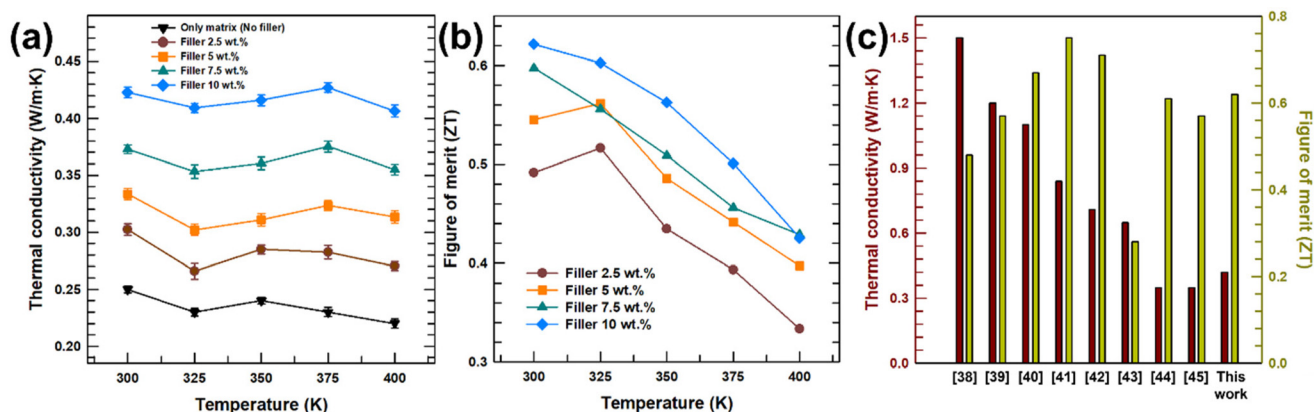 (a)
Only matrix (No filler)
Filler 2.5 wt.%
Filler 5 wt.%
Filler 7.5 wt.%
Filler 10 wt.%
Thermal conductivity (W/m·K)
0.45
0.40
0.35
0.30
0.25
0.20
300 325 350 375 400
Temperature (K)
(b)
Figure of merit (ZT)
0.6
0.5
0.4
0.3
Filler 2.5 wt.%
Filler 5 wt.%
Filler 7.5 wt.%
Filler 10 wt.%
300 325 350 375 400
Temperature (K)
(c)
Thermal conductivity (W/m·K)
1.5
1.2
0.9
0.6
0.3
0.0
[38] [39] [40] [41] [42] [43] [44] [45] This
work
0.8
0.6
0.4
0.2
0.0
Figure of merit (ZT)